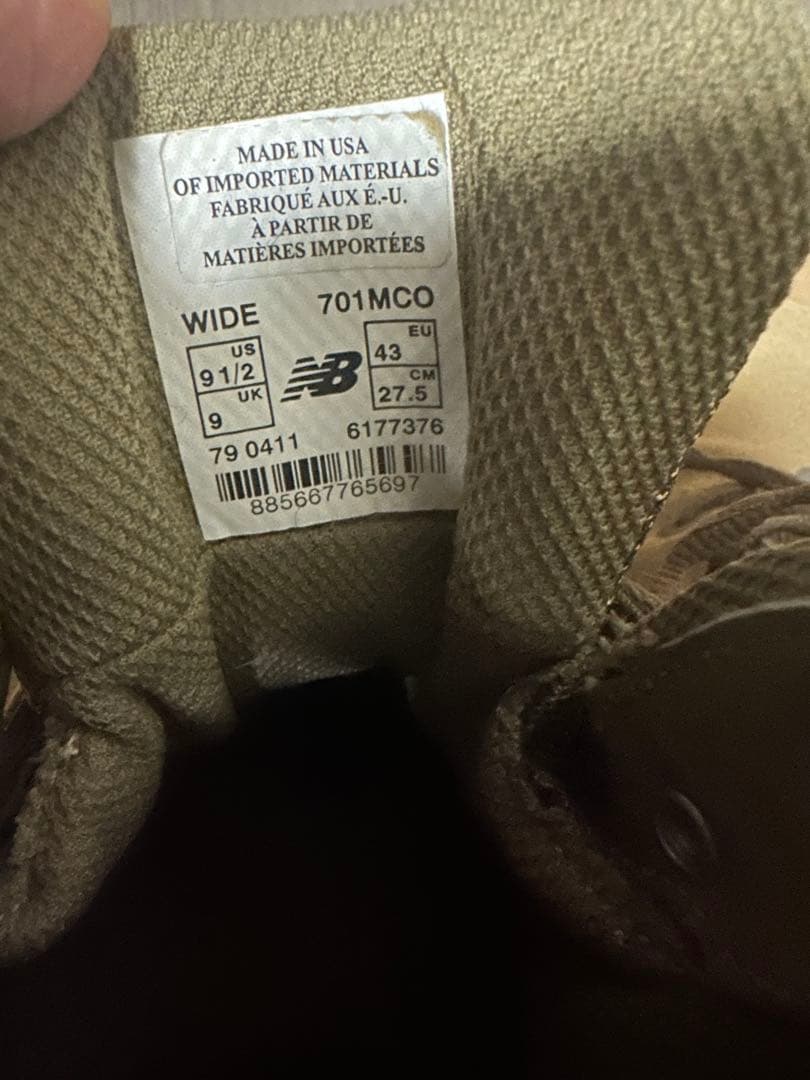 MADE IN USA
OF IMPORTED MATERIALS
FABRIQUÉ AUX É.-U.
À PARTIR DE
MATIÈRES IMPORTÉES
WIDE 701MCO
US
9 1/2
UK
9
NB
EU
43
CM
27.5
79 0411 6177376
885667765697